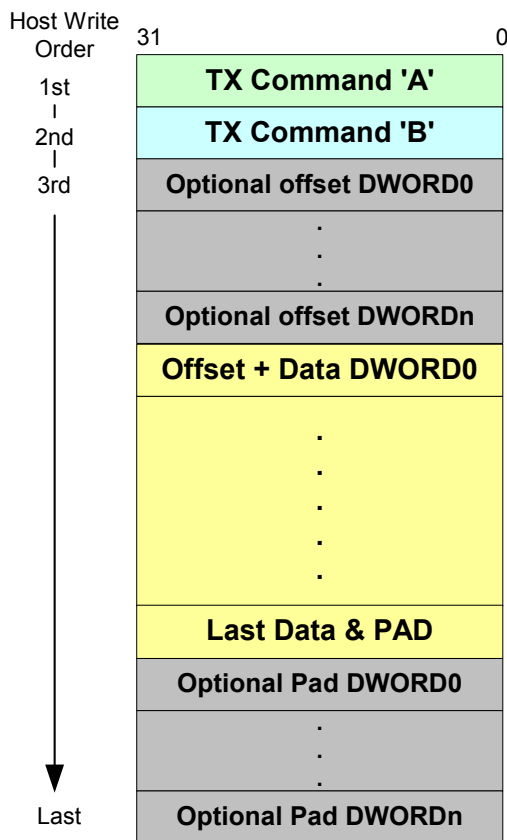 Host Write
Order
31
0
1st
TX Command 'A'
2nd
TX Command 'B'
3rd
Optional offset DWORD0
.
.
.
Optional offset DWORDn
Offset + Data DWORD0
.
.
.
.
.
Last Data & PAD
Optional Pad DWORD0
.
.
.
Last
Optional Pad DWORDn